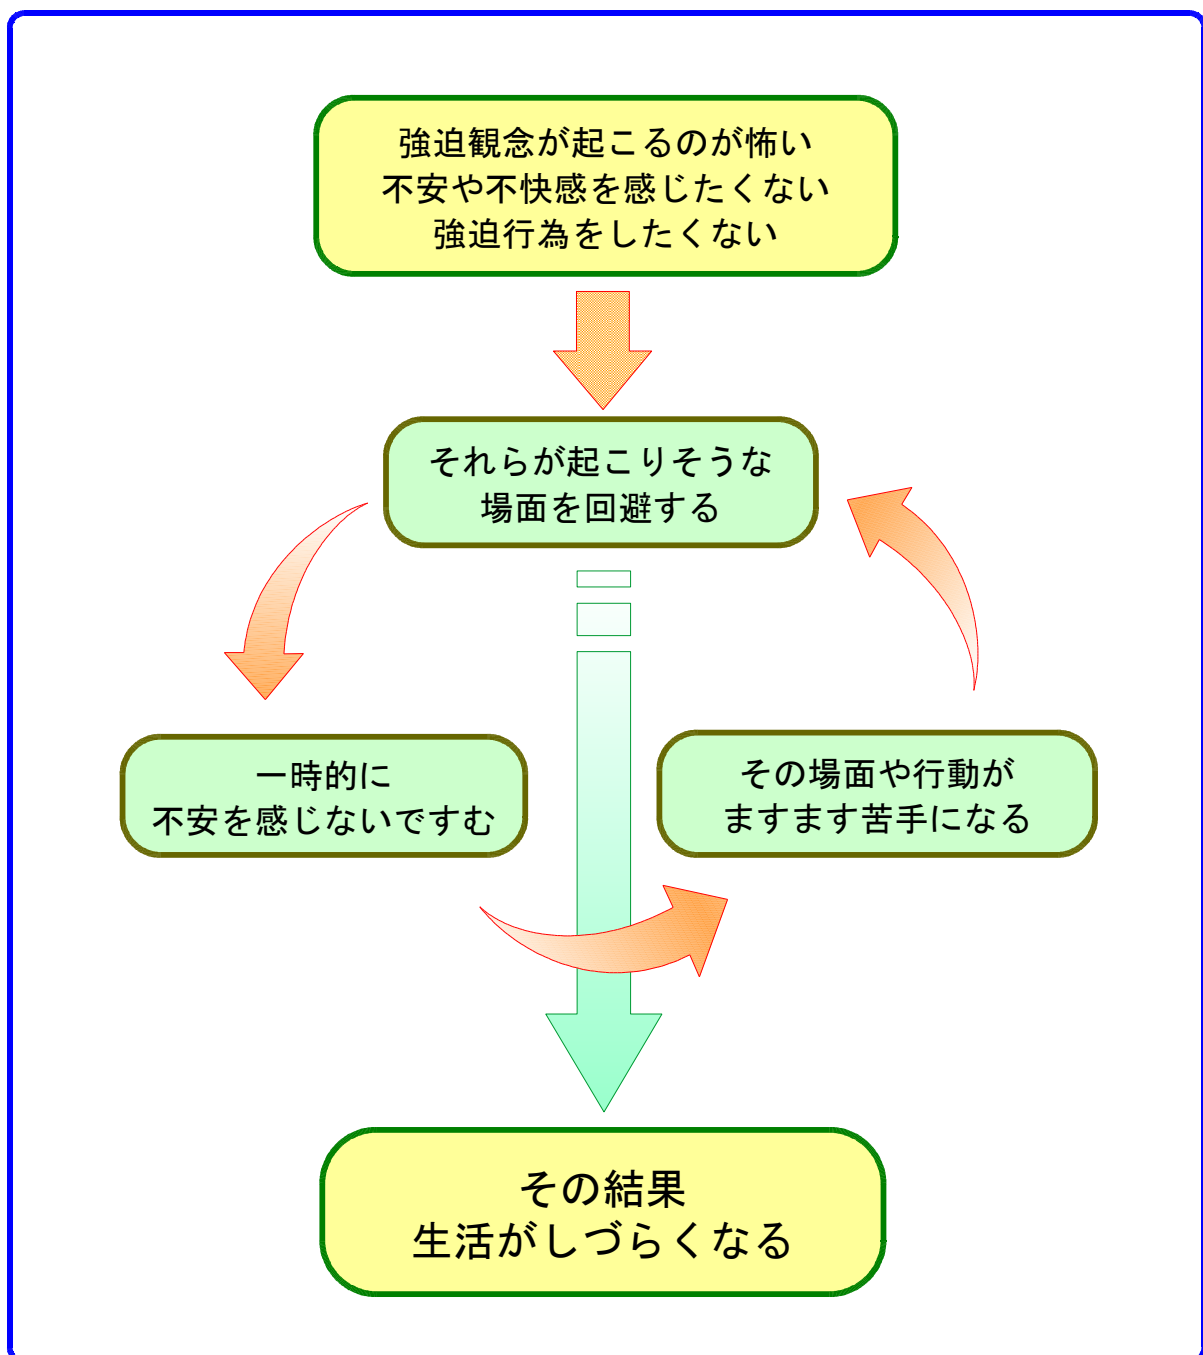 強迫観念が起こるのが怖い
不安や不快感を感じたくない
強迫行為をしたくない
それらが起こりそうな
場面を回避する
一時的に
不安を感じないですむ
その場面や行動が
ますます苦手になる
その結果
生活がしづらくなる